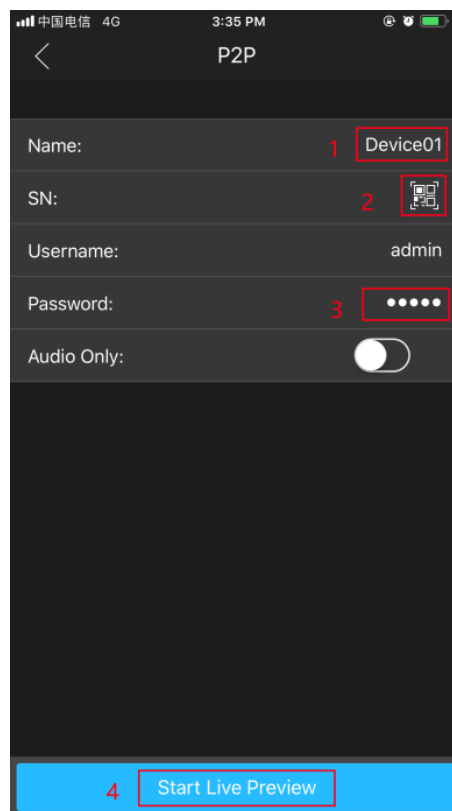 中国电信 4G 3:35 PM
P2P
Name: 1 Device01
SN: 2
Username: admin
Password: 3 •••••
Audio Only:
4 Start Live Preview